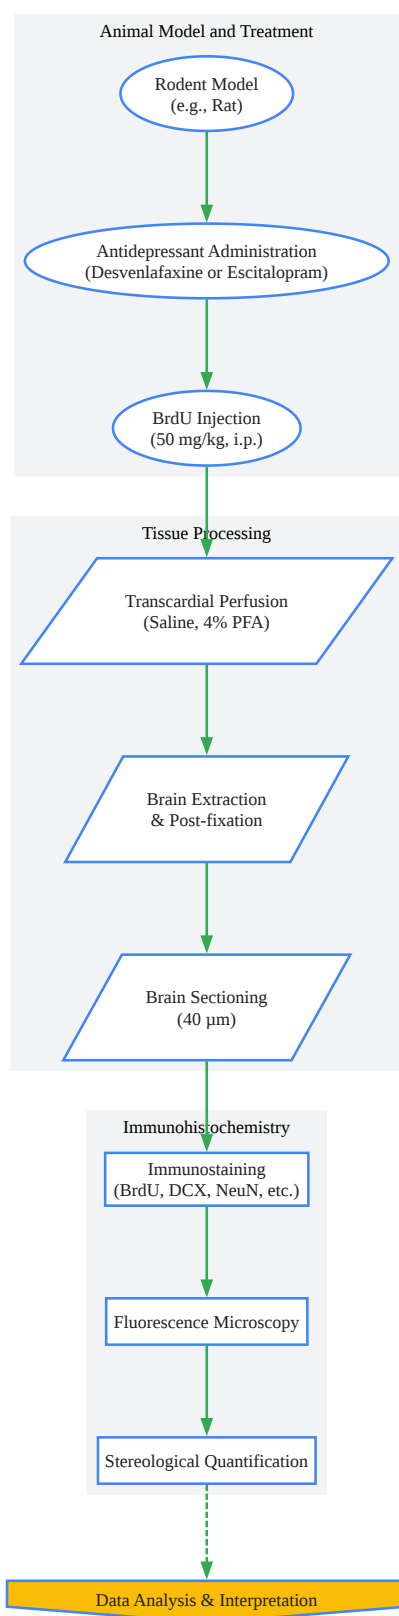 Animal Model and Treatment
Rodent Model
(e.g., Rat)
Antidepressant Administration
(Desvenlafaxine or Escitalopram)
BrdU Injection
(50 mg/kg, i.p.)
Tissue Processing
Transcardial Perfusion
(Saline, 4% PFA)
Brain Extraction
& Post-fixation
Brain Sectioning
(40 µm)
Immunohistochemistry
Immunostaining
(BrdU, DCX, NeuN, etc.)
Fluorescence Microscopy
Stereological Quantification
Data Analysis & Interpretation